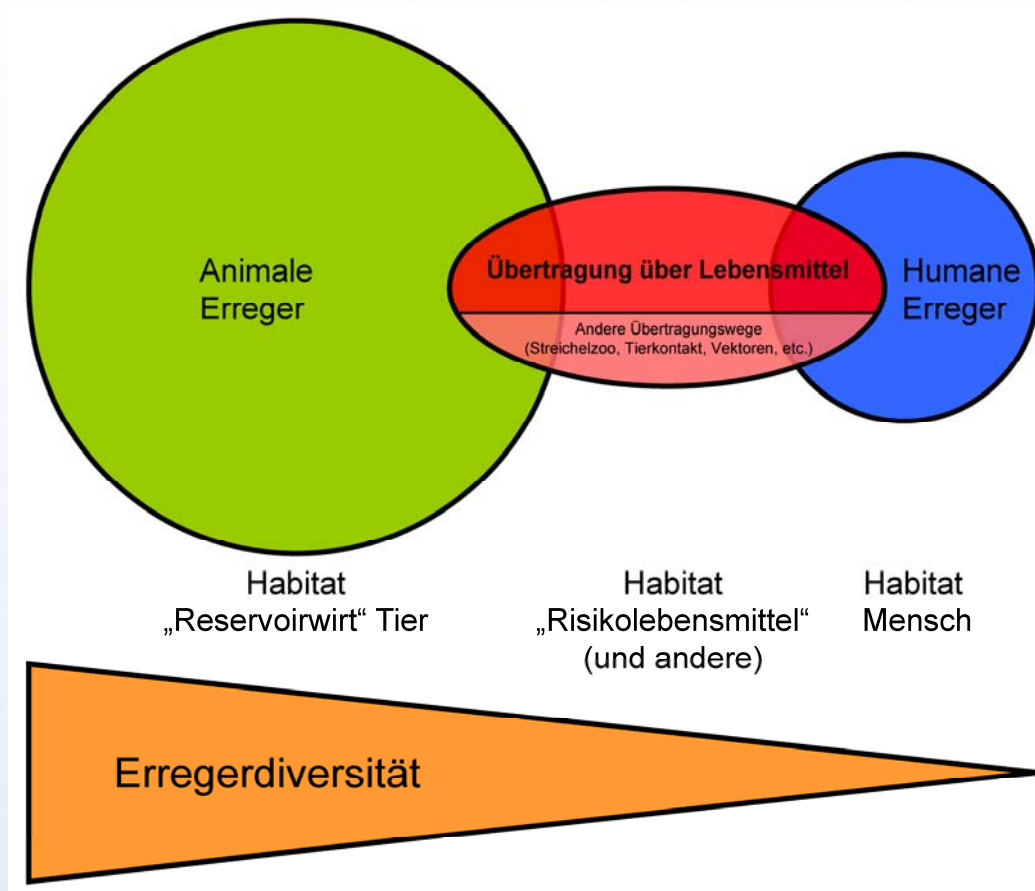 Animale
Erreger
Übertragung über Lebensmittel
Andere Übertragungswege
(Streichelzoo, Tierkontakt, Vektoren, etc.)
Humane
Erreger
Habitat
„Reservoirwirt“ Tier
Habitat
„Risikolebensmittel“
(und andere)
Habitat
Mensch
Erregerdiversität